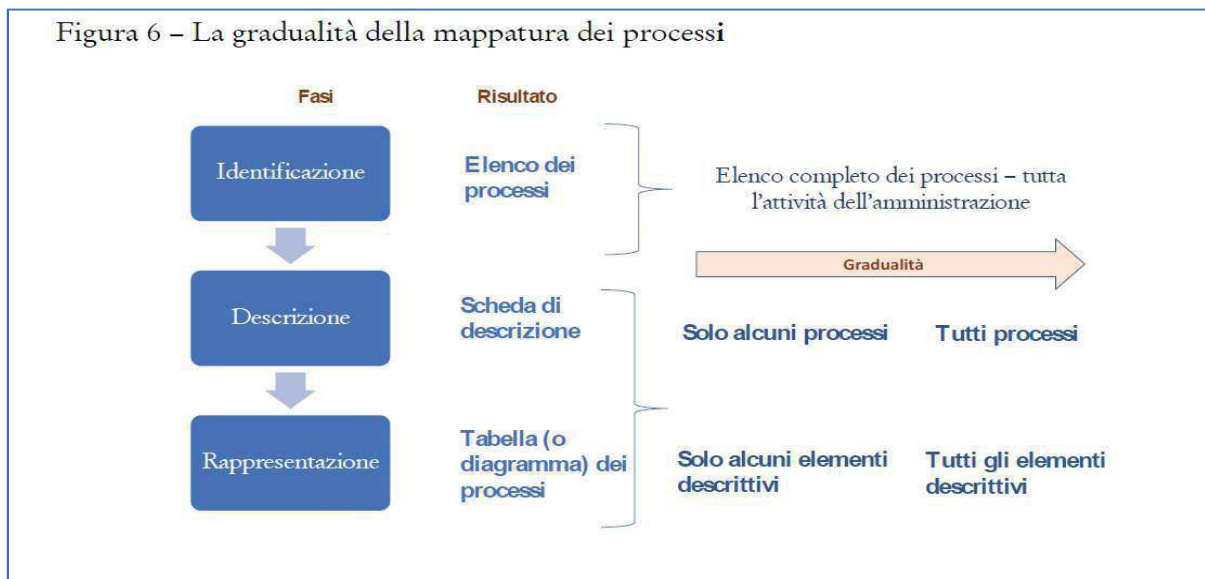 Figura 6 – La gradualità della mappatura dei processi
Fasi
Risultato
Identificazione
Elenco dei
processi
Elenco completo dei processi – tutta
l'attività dell'amministrazione
Gradualità
Descrizione
Scheda di
descrizione
Solo alcuni processi
Tutti processi
Rappresentazione
Tabella (o
diagramma) dei
processi
Solo alcuni elementi
descrittivi
Tutti gli elementi
descrittivi